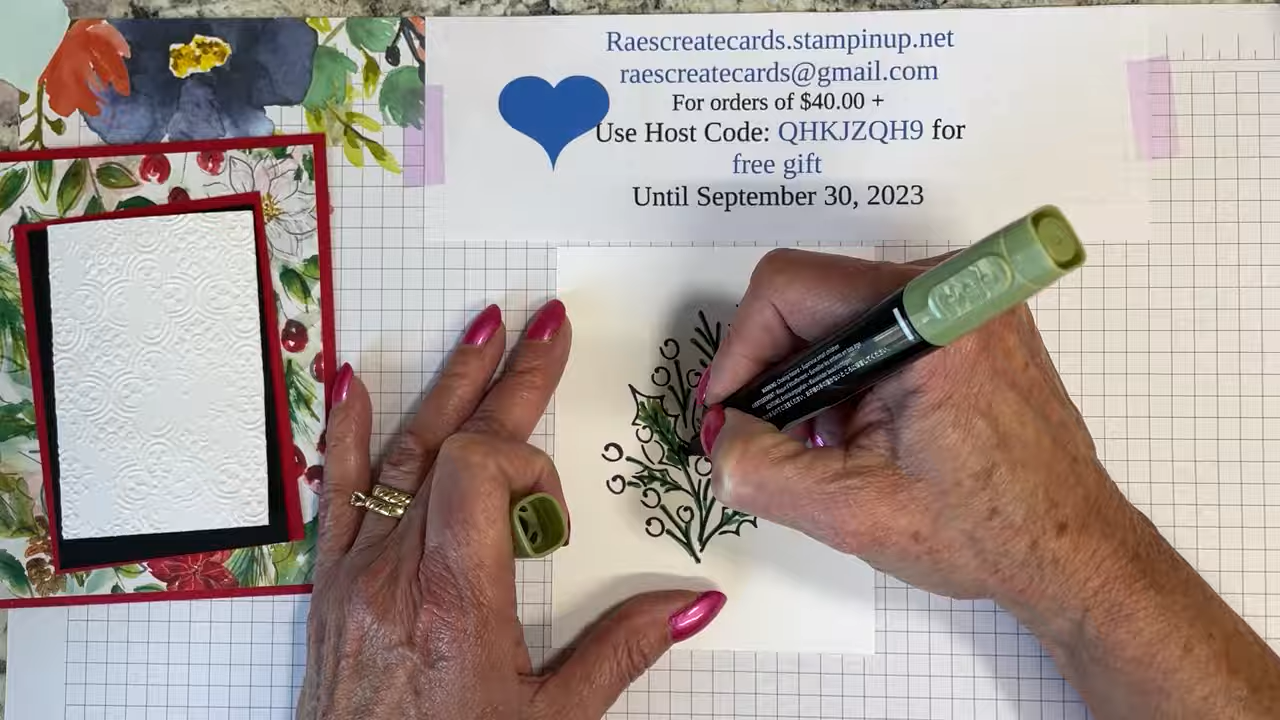 Raescreatecards.stampinup.net
raescreatecards@gmail.com
For orders of $40.00 +
Use Host Code: QHKJZQH9 for
free gift
Until September 30, 2023